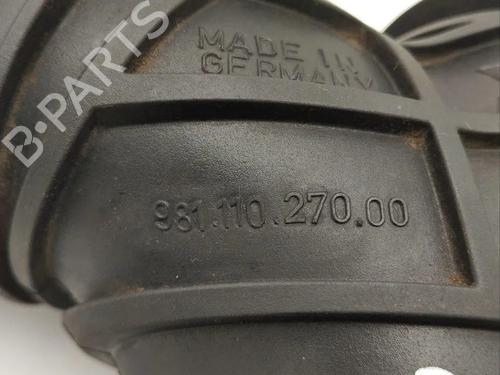 B-PARTS
MADE IN
GERMANY
981.110.270.00